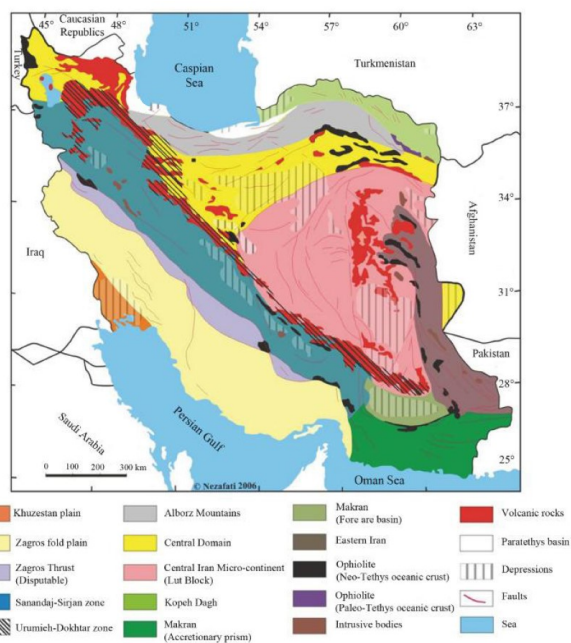 45° 48° 51° 54° 57° 60° 63°
Caucasian
Republics
Turkey
Caspian
Sea
Turkmenistan
37°
34°
Afghanistan
Iraq
31°
Pakistan
28°
Saudi Arabia
Persian Gulf
25°
Oman Sea
0 100 200 300 km
© Nezafati 2006
Khuzestan plain
Zagros fold plain
Zagros Thrust
(Disputable)
Sanandaj-Sirjan zone
Urumieh-Dokhtar zone
Alborz Mountains
Central Domain
Central Iran Micro-continent
(Lut Block)
Kopeh Dagh
Makran
(Accretionary prism)
Makran
(Fore are basin)
Eastern Iran
Ophiolite
(Neo-Tethys oceanic crust)
Ophiolite
(Paleo-Tethys oceanic crust)
Intrusive bodies
Volcanic rocks
Paratethys basin
Depressions
Faults
Sea